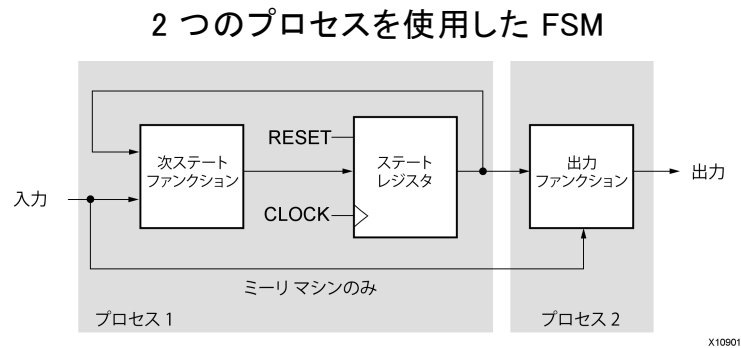 2 つのプロセスを使用した FSM
RESET
次ステート
ファンクション
ステート
レジスタ
出力
ファンクション
入力
出力
CLOCK
ミーリ マシンのみ
プロセス 1
プロセス 2
X10901